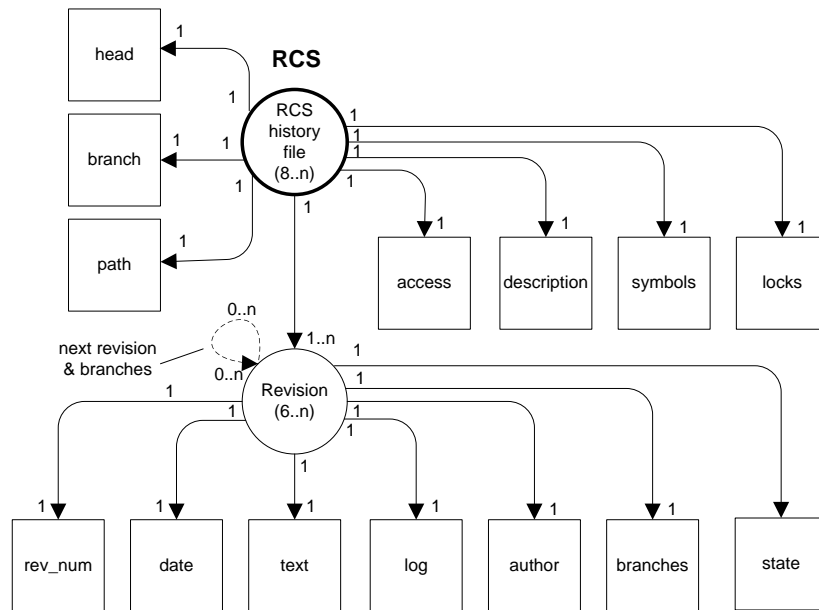 RCS
head
1
1
RCS
history
file
(8..n)
branch
1
1
path
1
1
1
1
1
1
1
1
1
1
1
access
description
symbols
locks
0..n
next revision
& branches
0..n
1..n
Revision
(6..n)
1
1
1
1
1
1
1
1
1
1
1
1
1
1
rev_num
date
text
log
author
branches
state